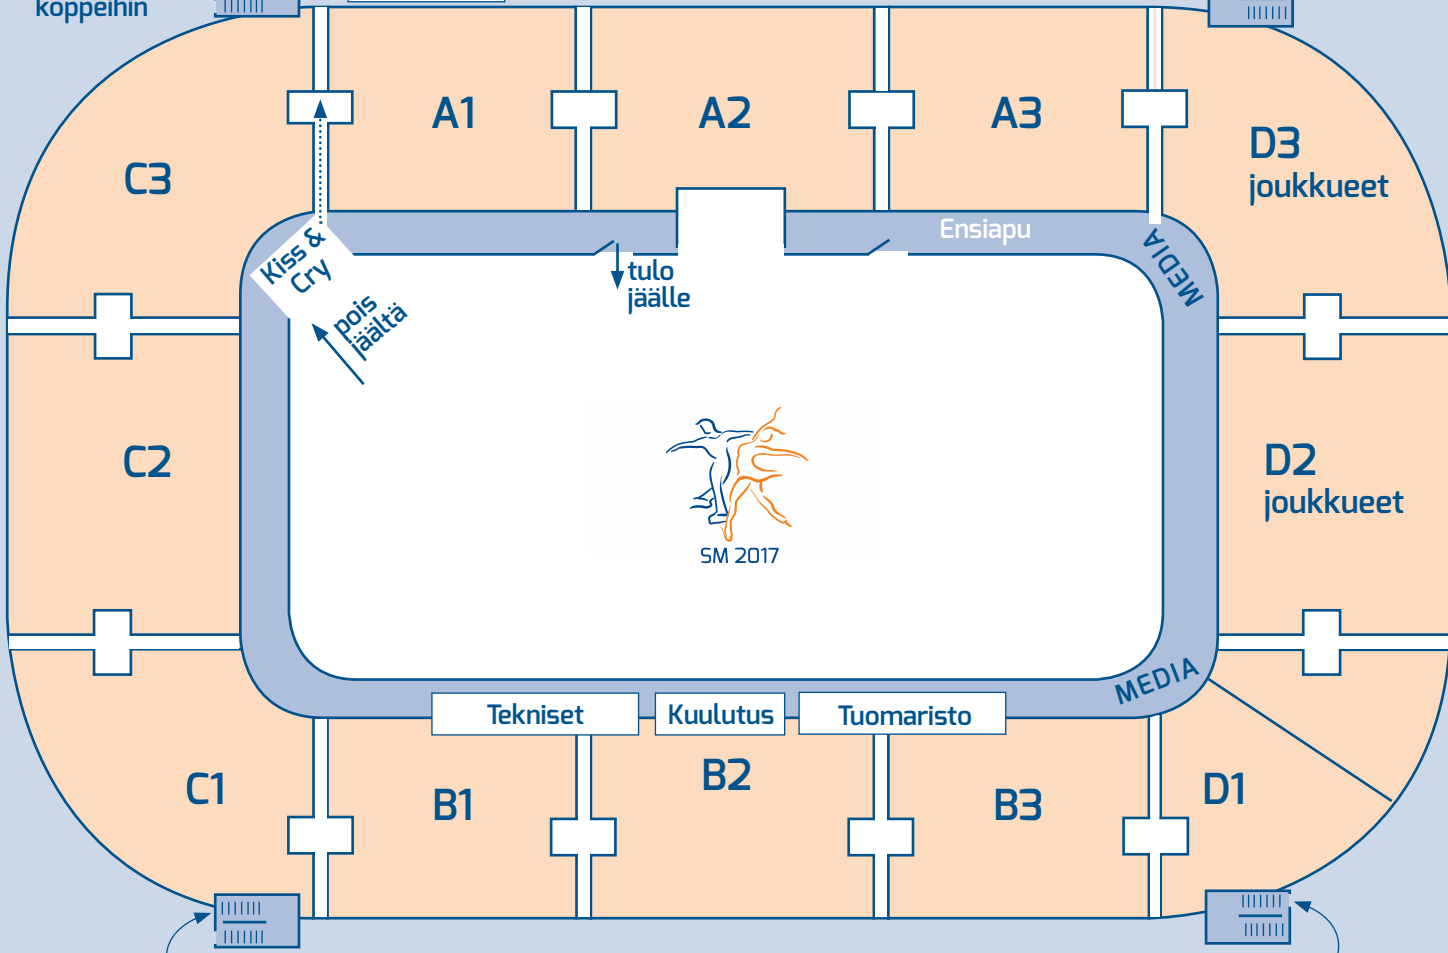 koppeihin
A1
A2
A3
D3
joukkueet
C3
Kiss &
Cry
Ensiapu
MEDIA
tulo
jäälle
pois
jäältä
C2
D2
joukkueet
SM 2017
MEDIA
Tekniset
Kuulutus
Tuomaristo
C1
B1
B2
B3
D1